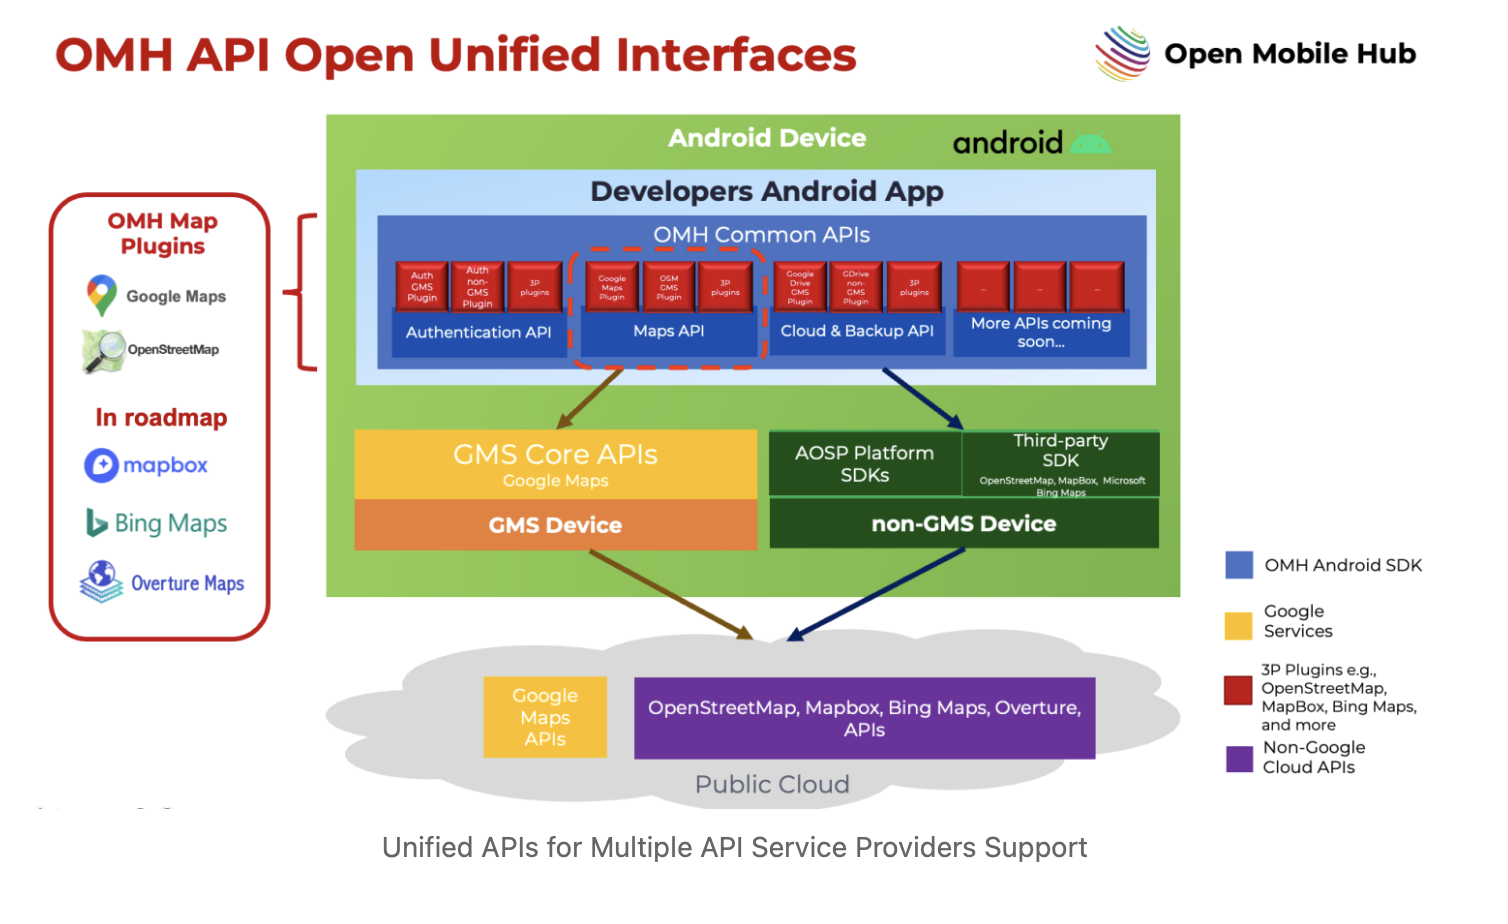 OMH API Open Unified Interfaces
Open Mobile Hub
Android Device
android
Developers Android App
OMH Common APIs
Auth
GMS
Plugin
Auth
non-
GMS
Plugin
3P
plugins
Authentication API
Google
Maps
Plugin
OSM
GMS
Plugin
3P
plugins
Maps API
Google
Drive
GMS
Plugin
GDrive
non-
GMS
Plugin
3P
plugins
Cloud & Backup API
...
...
...
More APIs coming
soon...
OMH Map
Plugins
Google Maps
OpenStreetMap
In roadmap
mapbox
Bing Maps
Overture Maps
GMS Core APIs
Google Maps
GMS Device
AOSP Platform
SDKs
Third-party
SDK
OpenStreetMap, MapBox, Microsoft
Bing Maps
non-GMS Device
Google
Maps
APIs
OpenStreetMap, Mapbox, Bing Maps, Overture,
APIs
Public Cloud
OMH Android SDK
Google
Services
3P Plugins e.g.,
OpenStreetMap,
MapBox, Bing Maps,
and more
Non-Google
Cloud APIs
Unified APIs for Multiple API Service Providers Support